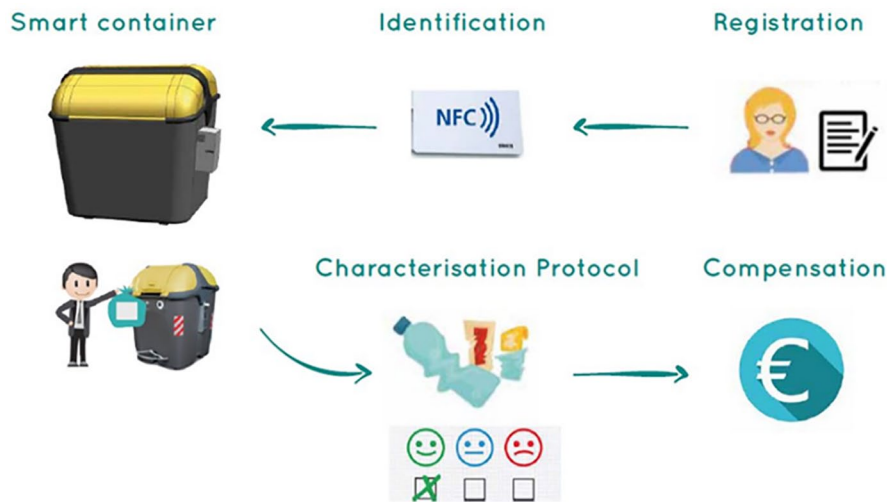 Smart container
Identification
Registration
NFC
Characterisation Protocol
Compensation
€